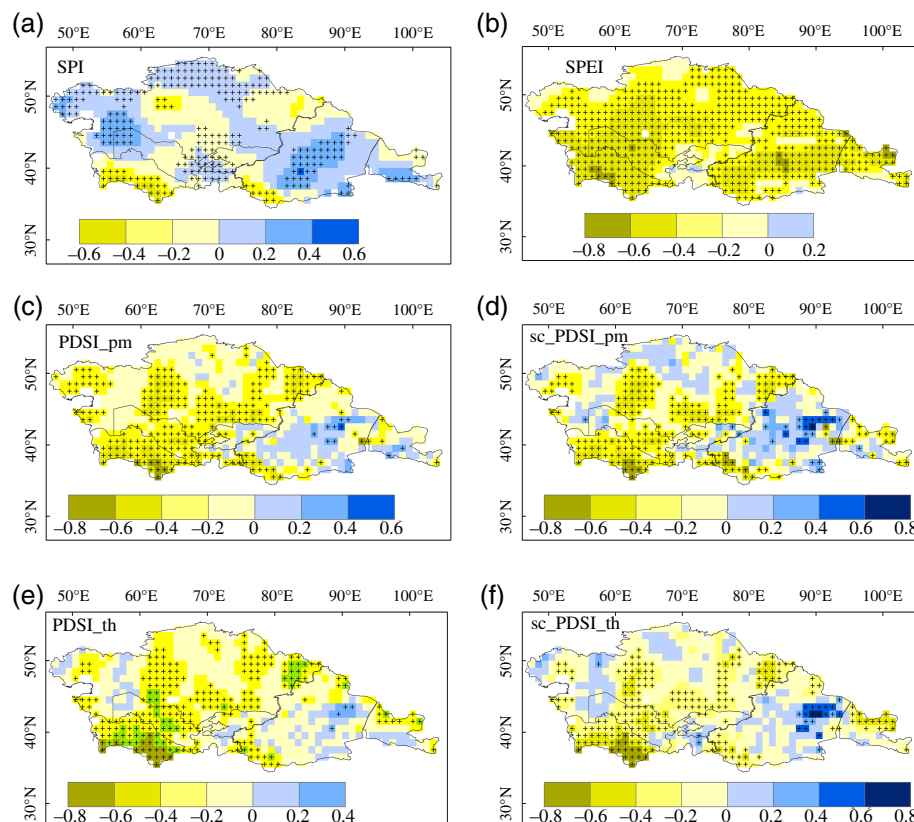 (a) (b)
50°E 60°E 70°E 80°E 90°E 100°E 50°E 60°E 70°E 80°E 90°E 100°E
SPI SPEI
50°N 50°N
40°N 40°N
30°N 30°N
−0.6 −0.4 −0.2 0 0.2 0.4 0.6 −0.8 −0.6 −0.4 −0.2 0 0.2
(c) (d)
50°E 60°E 70°E 80°E 90°E 100°E 50°E 60°E 70°E 80°E 90°E 100°E
PDSI_pm sc_PDSI_pm
50°N 50°N
40°N 40°N
30°N 30°N
−0.8 −0.6 −0.4 −0.2 0 0.2 0.4 0.6 −0.8 −0.6 −0.4 −0.2 0 0.2 0.4 0.6 0.8
(e) (f)
50°E 60°E 70°E 80°E 90°E 100°E 50°E 60°E 70°E 80°E 90°E 100°E
PDSI_th sc_PDSI_th
50°N 50°N
40°N 40°N
30°N 30°N
−0.8 −0.6 −0.4 −0.2 0 0.2 0.4 −0.8 −0.6 −0.4 −0.2 0 0.2 0.4 0.6 0.8